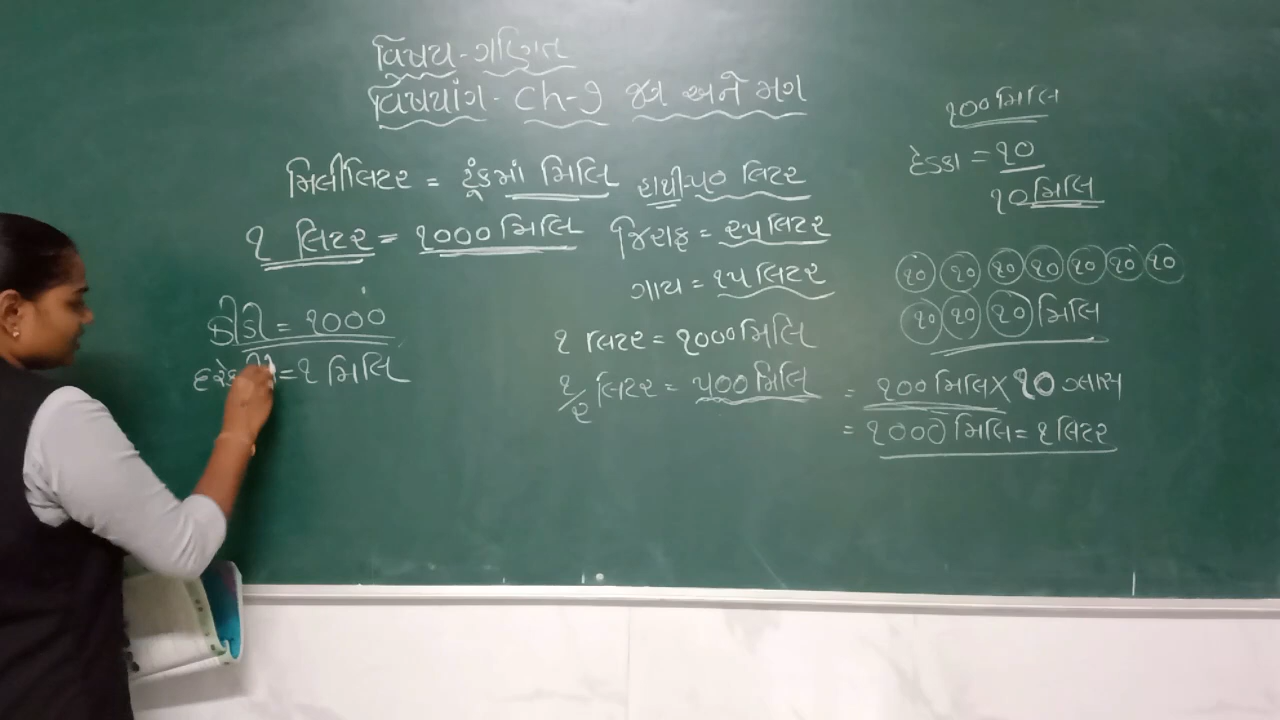 વિષય - ગણિત
વિષયાંગ - Ch-૭ જગ અને મગ
મિલીલિટર = ટૂંકમાં મિલિ
૧ લિટર = ૧૦૦૦ મિલિ
કીડી = ૧૦૦૦
= ૧ મિલિ
હાથી - ૫૦ લિટર
જિરાફ = ૨૫ લિટર
ગાય = ૧૫ લિટર
૧ લિટર = ૧૦૦૦ મિલિ
૧/૨ લિટર = ૫૦૦ મિલિ
૧૦૦ મિલિ
દેડકા = ૧૦
૧૦ મિલિ
૧૦ ૧૦ ૧૦ ૧૦ ૧૦ ૧૦ ૧૦
૧૦ ૧૦ ૧૦ મિલિ
= ૧૦૦ મિલિ X ૧૦ ગ્લાસ
= ૧૦૦૦ મિલિ = ૧ લિટર